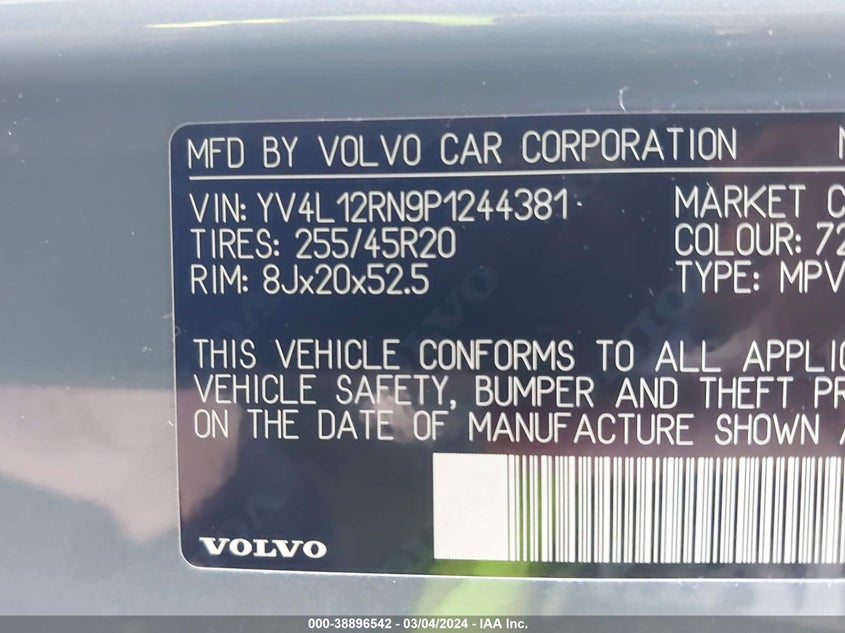 MFD BY VOLVO CAR CORPORATION
VIN: YV4L12RN9P1244381 MARKET
TIRES: 255/45R20 COLOUR: 72
RIM: 8Jx20x52.5 TYPE: MPV
THIS VEHICLE CONFORMS TO ALL APPLIC
VEHICLE SAFETY, BUMPER AND THEFT PR
ON THE DATE OF MANUFACTURE SHOWN
VOLVO
000-38896542 - 03/04/2024 - IAA Inc.